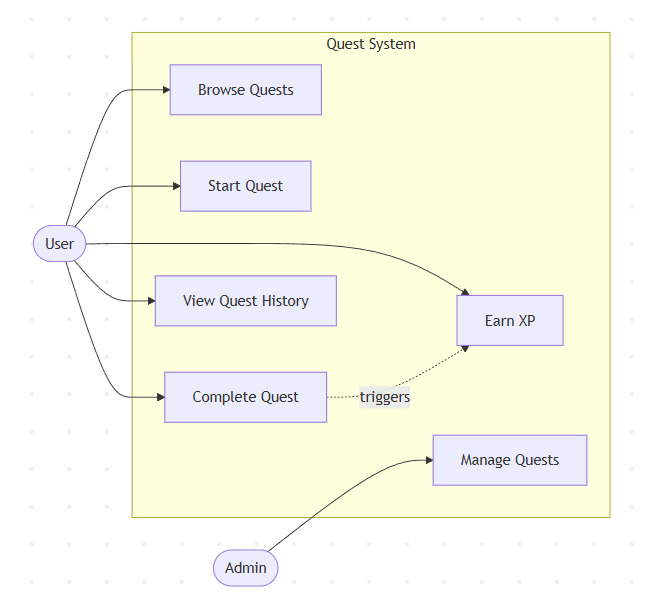 Quest System
Browse Quests
Start Quest
User
View Quest History
Earn XP
Complete Quest
triggers
Manage Quests
Admin